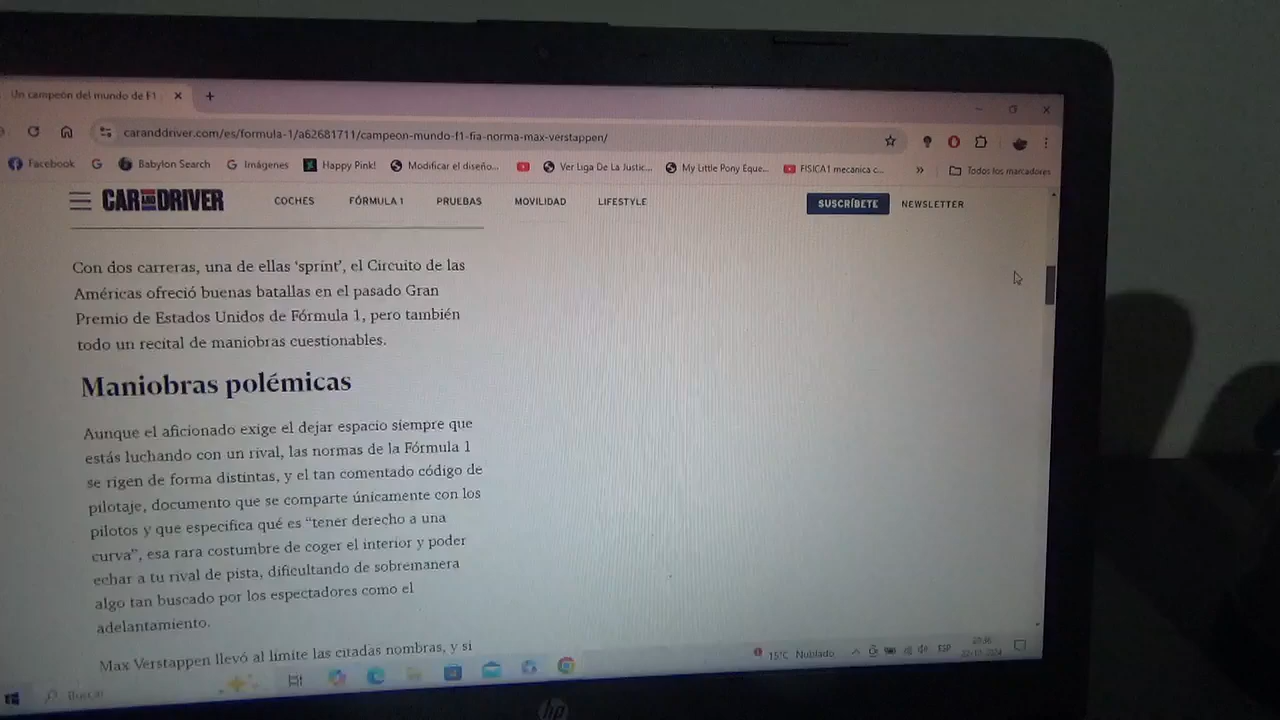 Un campeón del mundo de F1
caranddriver.com/es/formula-1/a62681711/campeon-mundo-f1-fia-norma-max-verstappen/
Facebook Babylon Search Imágenes Happy Pink! Modificar el diseño... Ver Liga De La Justic... My Little Pony Eque... FISICA1 mecánica c... » Todos los marcadores
CAR AND DRIVER COCHES FÓRMULA 1 PRUEBAS MOVILIDAD LIFESTYLE SUSCRÍBETE NEWSLETTER
Con dos carreras, una de ellas ‘sprint’, el Circuito de las
Américas ofreció buenas batallas en el pasado Gran
Premio de Estados Unidos de Fórmula 1, pero también
todo un recital de maniobras cuestionables.
Maniobras polémicas
Aunque el aficionado exige el dejar espacio siempre que
estás luchando con un rival, las normas de la Fórmula 1
se rigen de forma distintas, y el tan comentado código de
pilotaje, documento que se comparte únicamente con los
pilotos y que especifica qué es “tener derecho a una
curva”, esa rara costumbre de coger el interior y poder
echar a tu rival de pista, dificultando de sobremanera
algo tan buscado por los espectadores como el
adelantamiento.
Max Verstappen llevó al límite las citadas nombras, y si
Buscar 15°C Nublado ESP
22-10-2024
hp